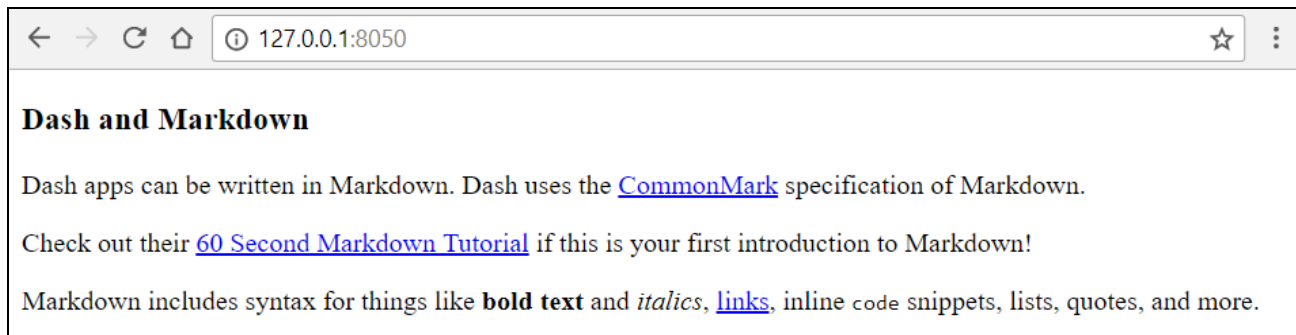 127.0.0.1:8050
Dash and Markdown
Dash apps can be written in Markdown. Dash uses the CommonMark specification of Markdown.
Check out their 60 Second Markdown Tutorial if this is your first introduction to Markdown!
Markdown includes syntax for things like bold text and italics, links, inline code snippets, lists, quotes, and more.